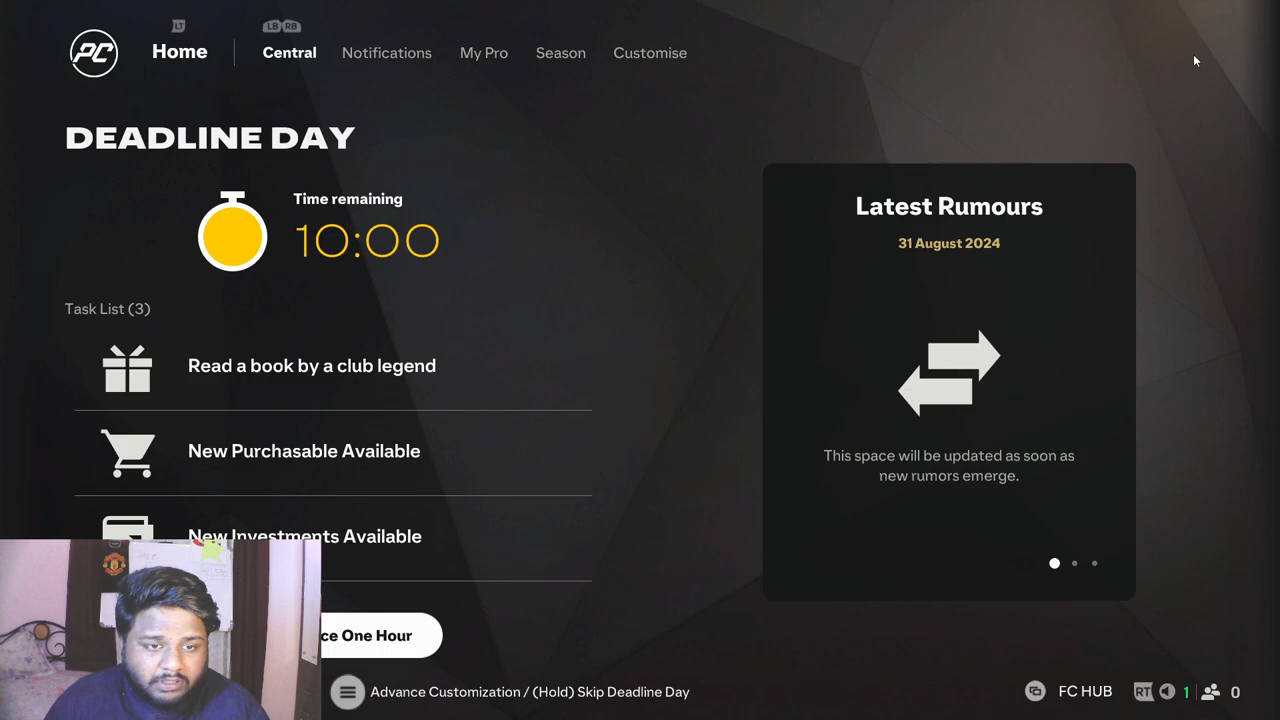 LT
LB RB
PC
Home
Central
Notifications
My Pro
Season
Customise
DEADLINE DAY
Time remaining
10:00
Task List (3)
Read a book by a club legend
New Purchasable Available
New Investments Available
ce One Hour
Advance Customization / (Hold) Skip Deadline Day
Latest Rumours
31 August 2024
This space will be updated as soon as
new rumors emerge.
FC HUB
RT
1
0